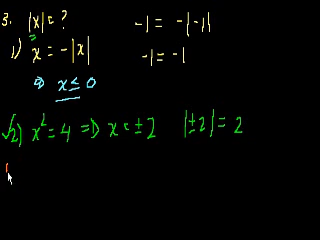 3. |x| = ? -1 = -|-1|
1) x = -|x| -1 = -1
⇒ x ≤ 0
2) x² = 4 ⇒ x = ±2 |±2| = 2